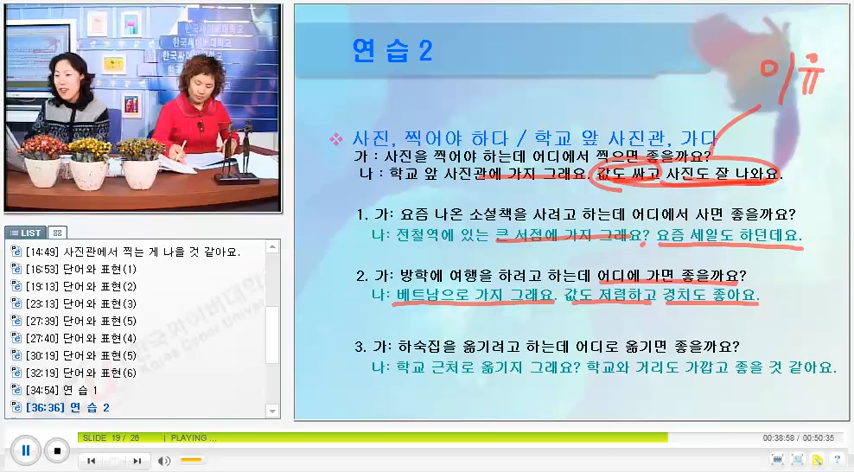 한국싸이버대학교
한국싸이버대학교
연 습 2
이유
사진, 찍어야 하다 / 학교 앞 사진관, 가다
가 : 사진을 찍어야 하는데 어디에서 찍으면 좋을까요?
나 : 학교 앞 사진관에 가지 그래요. 값도 싸고 사진도 잘 나와요.
1. 가: 요즘 나온 소설책을 사려고 하는데 어디에서 사면 좋을까요?
나: 전철역에 있는 큰 서점에 가지 그래요? 요즘 세일도 하던데요.
2. 가: 방학에 여행을 하려고 하는데 어디에 가면 좋을까요?
나: 베트남으로 가지 그래요. 값도 저렴하고 경치도 좋아요.
3. 가: 하숙집을 옮기려고 하는데 어디로 옮기면 좋을까요?
나: 학교 근처로 옮기지 그래요? 학교와 거리도 가깝고 좋을 것 같아요.
LIST
[14:49] 사진관에서 찍는 게 나을 것 같아요.
[16:53] 단어와 표현(1)
[19:13] 단어와 표현(2)
[23:13] 단어와 표현(3)
[27:39] 단어와 표현(5)
[27:40] 단어와 표현(4)
[30:19] 단어와 표현(5)
[32:19] 단어와 표현(6)
[34:54] 연 습 1
[36:36] 연 습 2
SLIDE 19 / 26 | PLAYING ...
00:38:58 / 00:50:35